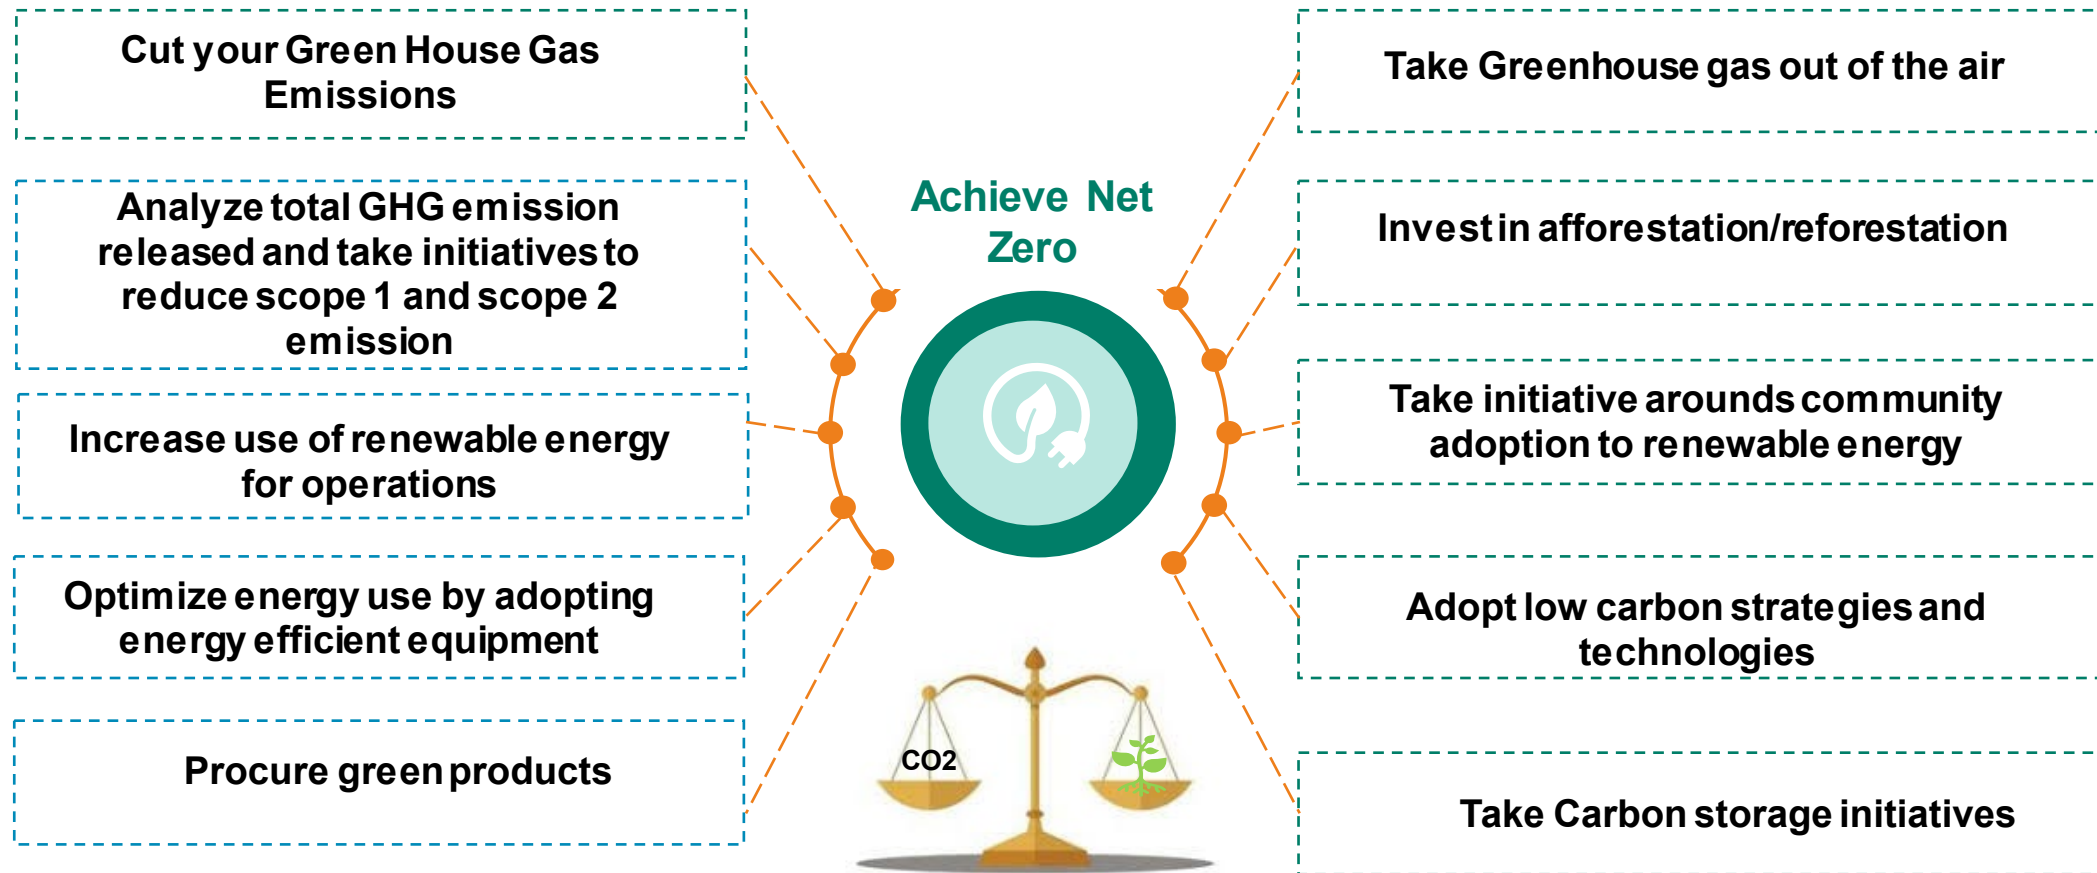 Cut your Green House Gas
Emissions
Analyze total GHG emission
released and take initiatives to
reduce scope 1 and scope 2
emission
Increase use of renewable energy
for operations
Optimize energy use by adopting
energy efficient equipment
Procure green products
Achieve Net
Zero
CO2
Take Greenhouse gas out of the air
Invest in afforestation/reforestation
Take initiative arounds community
adoption to renewable energy
Adopt low carbon strategies and
technologies
Take Carbon storage initiatives